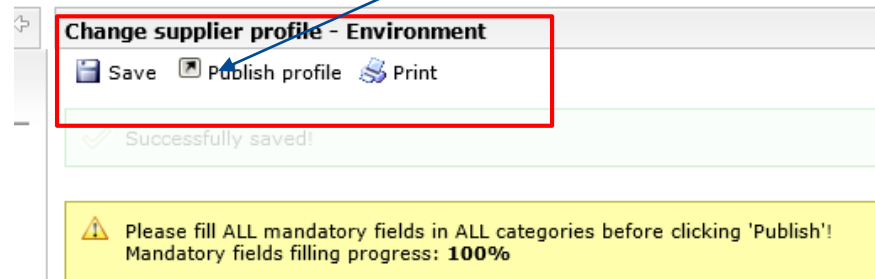 Change supplier profile - Environment
Save Publish profile Print
Successfully saved!
Please fill ALL mandatory fields in ALL categories before clicking 'Publish'!
Mandatory fields filling progress: 100%